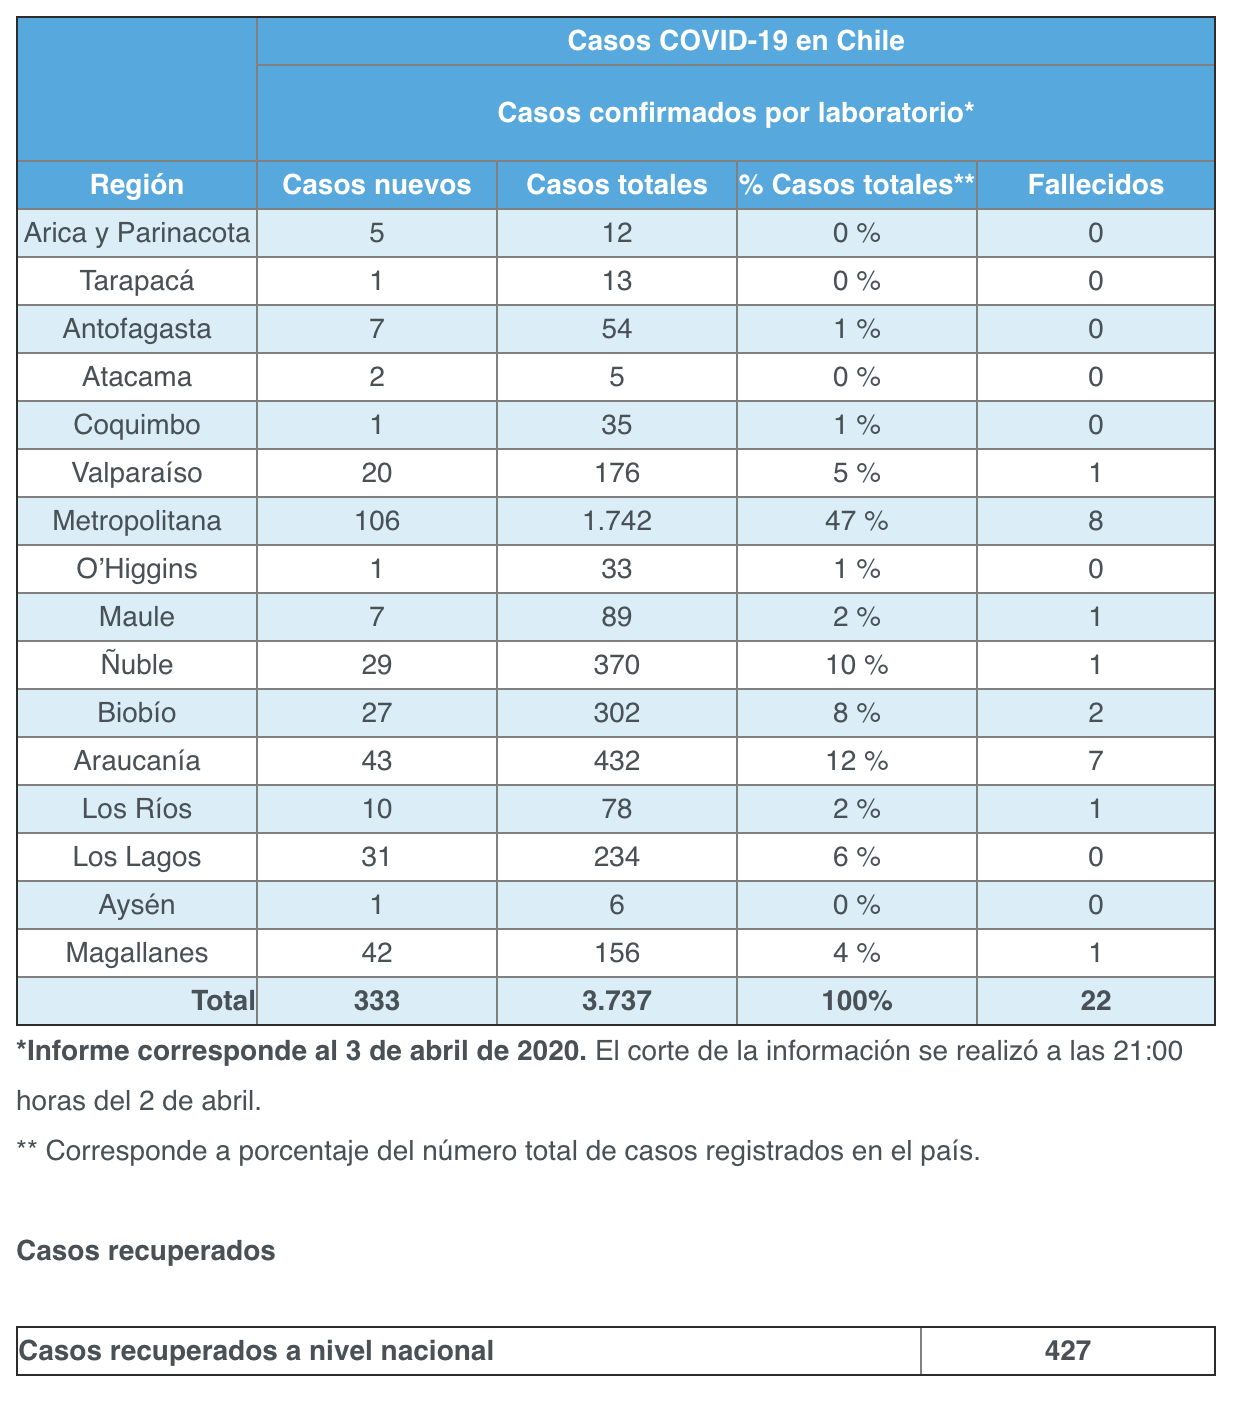 Casos COVID-19 en Chile
Casos confirmados por laboratorio*
Región Casos nuevos Casos totales % Casos totales** Fallecidos
Arica y Parinacota 5 12 0 % 0
Tarapacá 1 13 0 % 0
Antofagasta 7 54 1 % 0
Atacama 2 5 0 % 0
Coquimbo 1 35 1 % 0
Valparaíso 20 176 5 % 1
Metropolitana 106 1.742 47 % 8
O’Higgins 1 33 1 % 0
Maule 7 89 2 % 1
Ñuble 29 370 10 % 1
Biobío 27 302 8 % 2
Araucanía 43 432 12 % 7
Los Ríos 10 78 2 % 1
Los Lagos 31 234 6 % 0
Aysén 1 6 0 % 0
Magallanes 42 156 4 % 1
Total 333 3.737 100% 22
*Informe corresponde al 3 de abril de 2020. El corte de la información se realizó a las 21:00
horas del 2 de abril.
** Corresponde a porcentaje del número total de casos registrados en el país.
Casos recuperados
Casos recuperados a nivel nacional 427